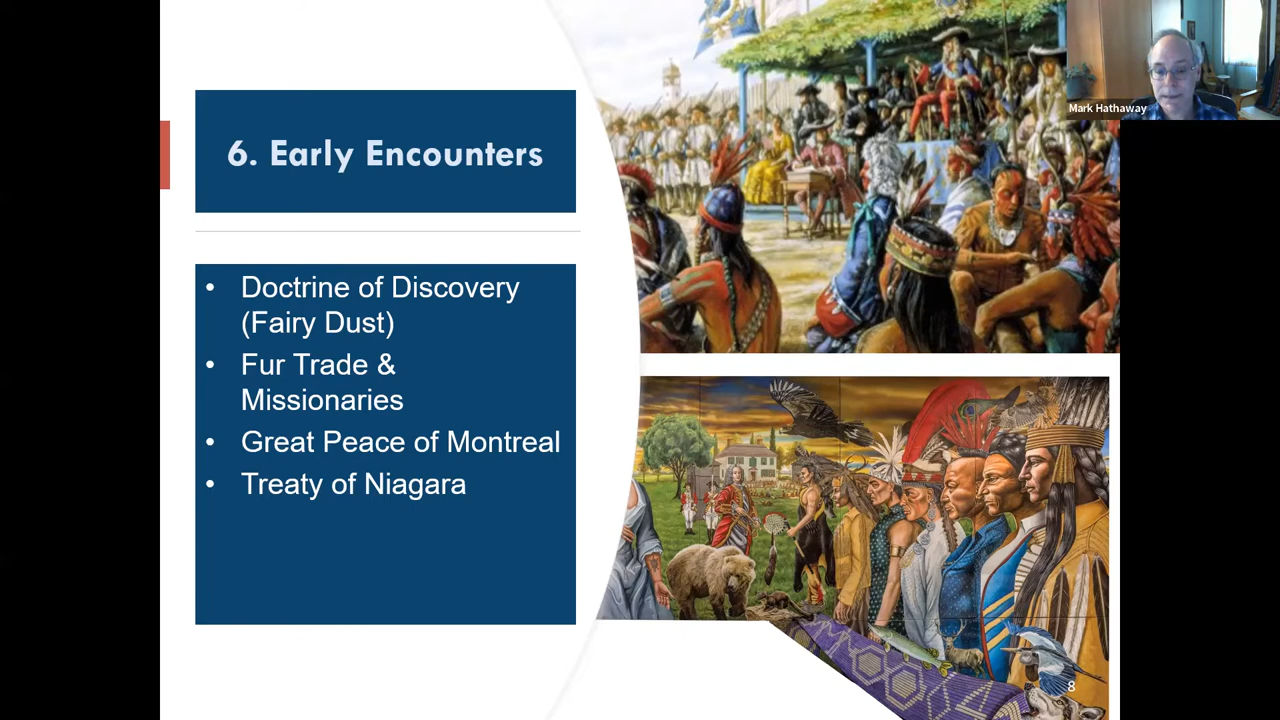 6. Early Encounters
• Doctrine of Discovery
(Fairy Dust)
• Fur Trade &
Missionaries
• Great Peace of Montreal
• Treaty of Niagara
Mark Hathaway
8